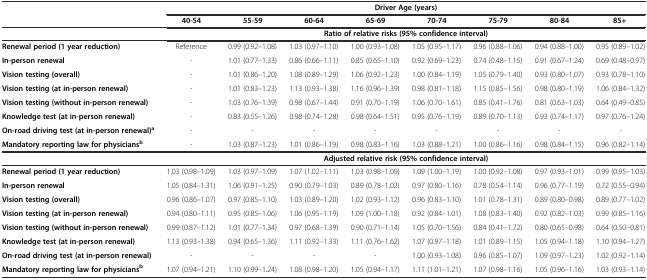 Driver Age (years)
40-54 55-59 60-64 65-69 70-74 75-79 80-84 85+
Ratio of relative risks (95% confidence interval)
Renewal period (1 year reduction) Reference 0.99 (0.92–1.08) 1.03 (0.97–1.10) 1.00 (0.93–1.08) 1.05 (0.95–1.17) 0.96 (0.88–1.06) 0.94 (0.88–1.00) 0.95 (0.89–1.02)
In-person renewal - 1.01 (0.77–1.33) 0.86 (0.66–1.11) 0.85 (0.65–1.10) 0.92 (0.69–1.23) 0.74 (0.48–1.15) 0.91 (0.67–1.24) 0.69 (0.48–0.97)
Vision testing (overall) - 1.01 (0.86–1.20) 1.08 (0.89–1.29) 1.06 (0.92–1.23) 1.00 (0.84–1.19) 1.05 (0.79–1.40) 0.93 (0.80–1.07) 0.93 (0.78–1.10)
Vision testing (at in-person renewal) - 1.01 (0.83–1.23) 1.13 (0.93–1.38) 1.16 (0.96–1.39) 0.98 (0.81–1.18) 1.15 (0.85–1.56) 0.98 (0.80–1.19) 1.06 (0.84–1.32)
Vision testing (without in-person renewal) - 1.03 (0.76–1.39) 0.98 (0.67–1.44) 0.91 (0.70–1.19) 1.06 (0.70–1.61) 0.85 (0.41–1.76) 0.81 (0.63–1.03) 0.64 (0.49–0.85)
Knowledge test (at in-person renewal) - 0.83 (0.55–1.26) 0.98 (0.74–1.28) 0.98 (0.64–1.51) 0.95 (0.76–1.19) 0.89 (0.70–1.13) 0.93 (0.74–1.17) 0.97 (0.76–1.24)
On-road driving test (at in-person renewal)a - - - - - - - -
Mandatory reporting law for physiciansb - 1.03 (0.87–1.23) 1.01 (0.86–1.19) 0.98 (0.83–1.16) 1.03 (0.88–1.21) 1.00 (0.86–1.16) 0.98 (0.84–1.15) 0.96 (0.82–1.14)
Adjusted relative risk (95% confidence interval)
Renewal period (1 year reduction) 1.03 (0.98–1.09) 1.03 (0.97–1.09) 1.07 (1.02–1.11) 1.03 (0.98–1.09) 1.09 (1.00–1.19) 1.00 (0.92–1.08) 0.97 (0.93–1.01) 0.99 (0.95–1.03)
In-person renewal 1.05 (0.84–1.31) 1.06 (0.91–1.25) 0.90 (0.79–1.03) 0.89 (0.78–1.02) 0.97 (0.80–1.16) 0.78 (0.54–1.14) 0.96 (0.77–1.19) 0.72 (0.55–0.94)
Vision testing (overall) 0.96 (0.86–1.07) 0.97 (0.85–1.10) 1.03 (0.89–1.20) 1.02 (0.93–1.12) 0.96 (0.83–1.10) 1.01 (0.78–1.31) 0.89 (0.80–0.98) 0.89 (0.77–1.02)
Vision testing (at in-person renewal) 0.94 (0.80–1.11) 0.95 (0.85–1.06) 1.06 (0.95–1.19) 1.09 (1.00–1.18) 0.92 (0.84–1.01) 1.08 (0.83–1.40) 0.92 (0.82–1.03) 0.99 (0.85–1.16)
Vision testing (without in-person renewal) 0.99 (0.87–1.12) 1.01 (0.77–1.34) 0.97 (0.68–1.39) 0.90 (0.71–1.14) 1.05 (0.70–1.56) 0.84 (0.41–1.72) 0.80 (0.65–0.98) 0.64 (0.50–0.81)
Knowledge test (at in-person renewal) 1.13 (0.93–1.38) 0.94 (0.65–1.36) 1.11 (0.92–1.33) 1.11 (0.76–1.62) 1.07 (0.97–1.18) 1.01 (0.89–1.15) 1.05 (0.94–1.18) 1.10 (0.94–1.27)
On-road driving test (at in-person renewal) - - - - 1.00 (0.93–1.08) 0.96 (0.85–1.07) 1.09 (0.97–1.23) 1.02 (0.92–1.14)
Mandatory reporting law for physiciansb 1.07 (0.94–1.21) 1.10 (0.99–1.24) 1.08 (0.98–1.20) 1.05 (0.94–1.17) 1.11 (1.01–1.21) 1.07 (0.98–1.16) 1.05 (0.96–1.16) 1.03 (0.93–1.14)